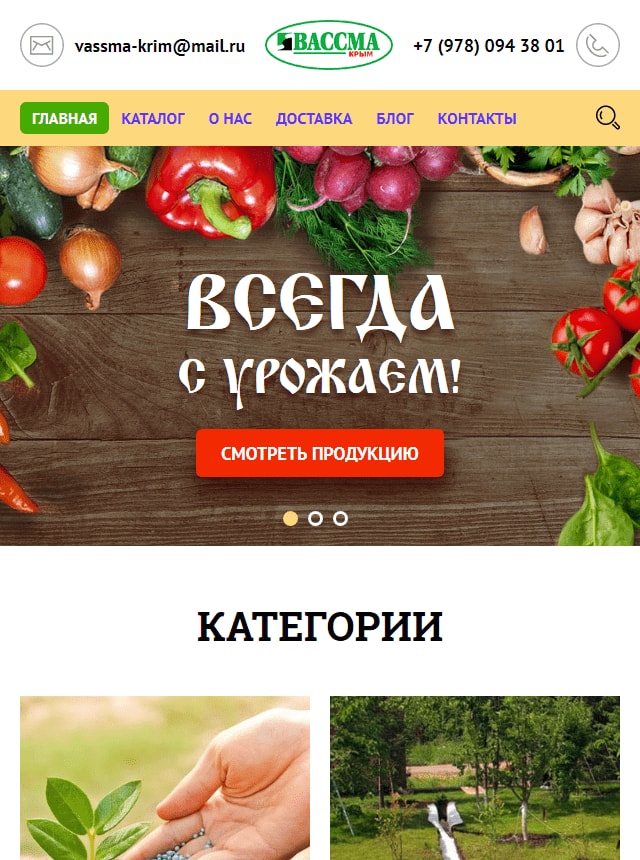 vassma-krim@mail.ru
ВАССМА
КРЫМ
+7 (978) 094 38 01
ГЛАВНАЯ
КАТАЛОГ
О НАС
ДОСТАВКА
БЛОГ
КОНТАКТЫ
ВСЕГДА
С УРОЖАЕМ!
СМОТРЕТЬ ПРОДУКЦИЮ
КАТЕГОРИИ